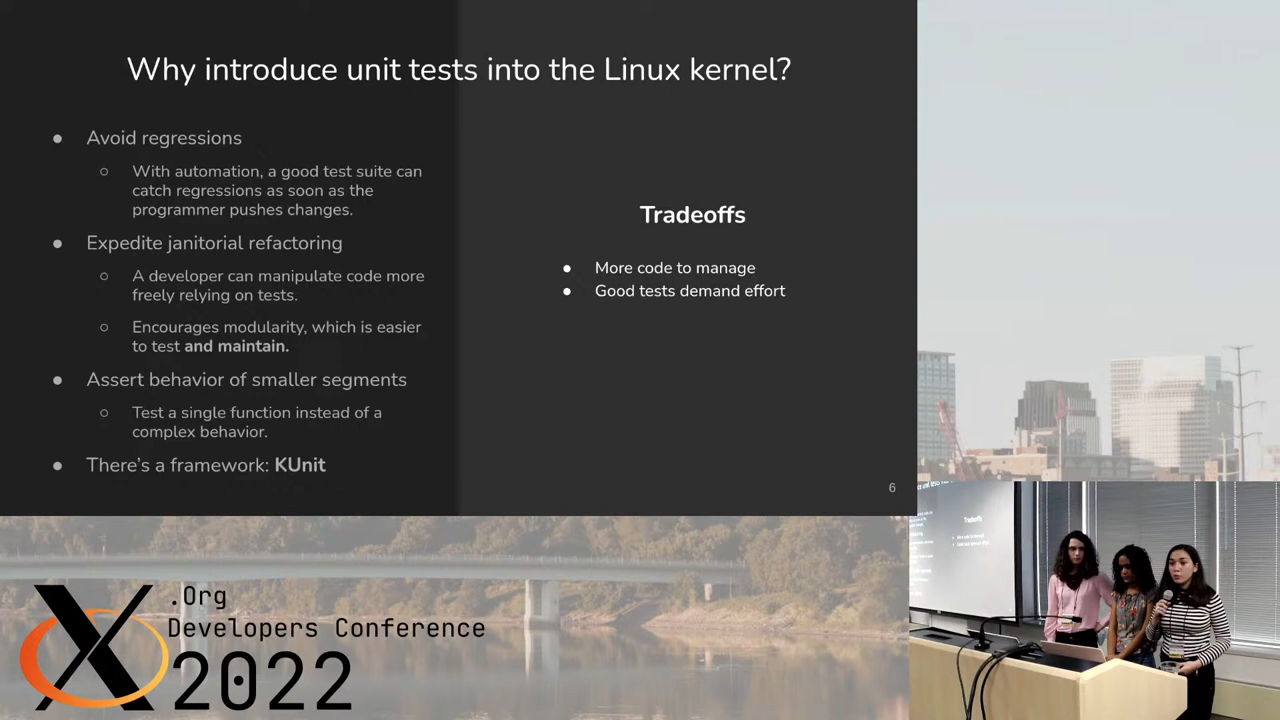 Why introduce unit tests into the Linux kernel?
● Avoid regressions
○ With automation, a good test suite can
catch regressions as soon as the
programmer pushes changes.
● Expedite janitorial refactoring
○ A developer can manipulate code more
freely relying on tests.
○ Encourages modularity, which is easier
to test and maintain.
● Assert behavior of smaller segments
○ Test a single function instead of a
complex behavior.
● There's a framework: KUnit
Tradeoffs
● More code to manage
● Good tests demand effort
6
X.Org
Developers Conference
2022
Tradeoffs